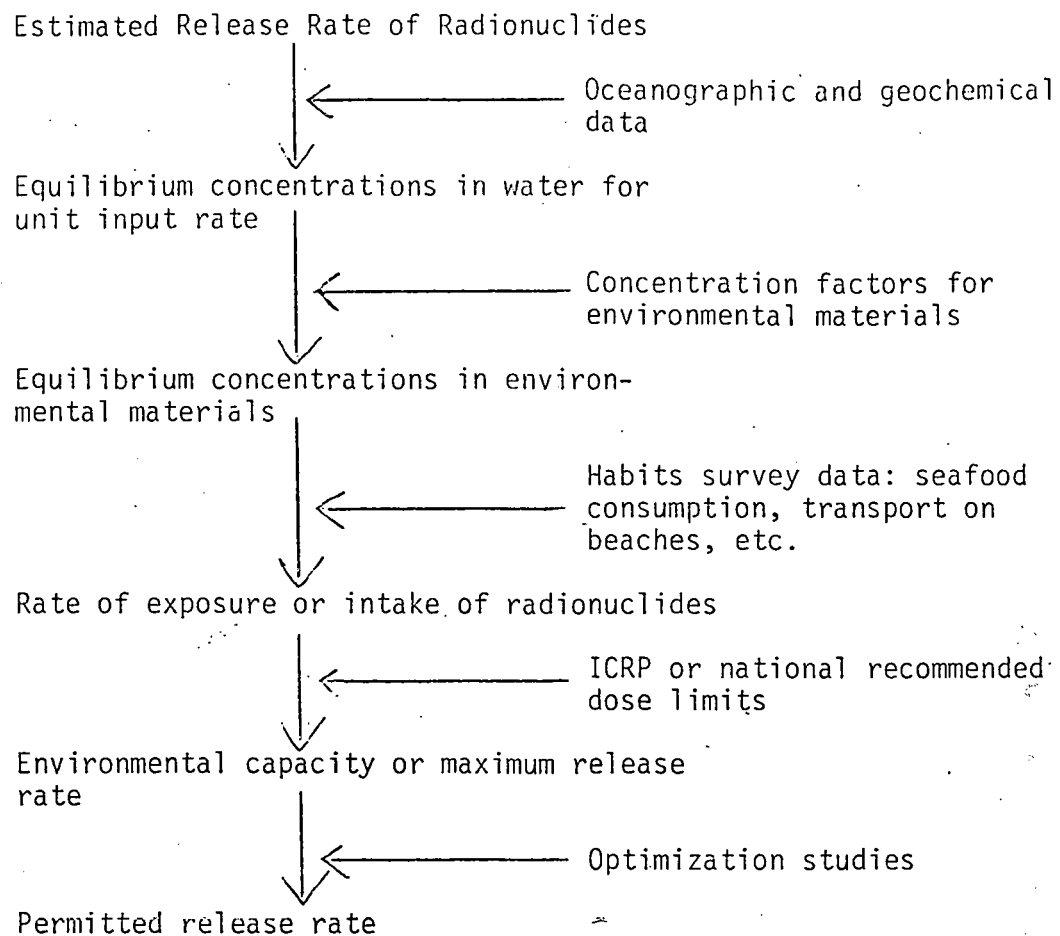 Estimated Release Rate of Radionuclides
Oceanographic and geochemical
data
Equilibrium concentrations in water for
unit input rate
Concentration factors for
environmental materials
Equilibrium concentrations in environ-
mental materials
Habits survey data: seafood
consumption, transport on
beaches, etc.
Rate of exposure or intake of radionuclides
ICRP or national recommended
dose limits
Environmental capacity or maximum release
rate
Optimization studies
Permitted release rate